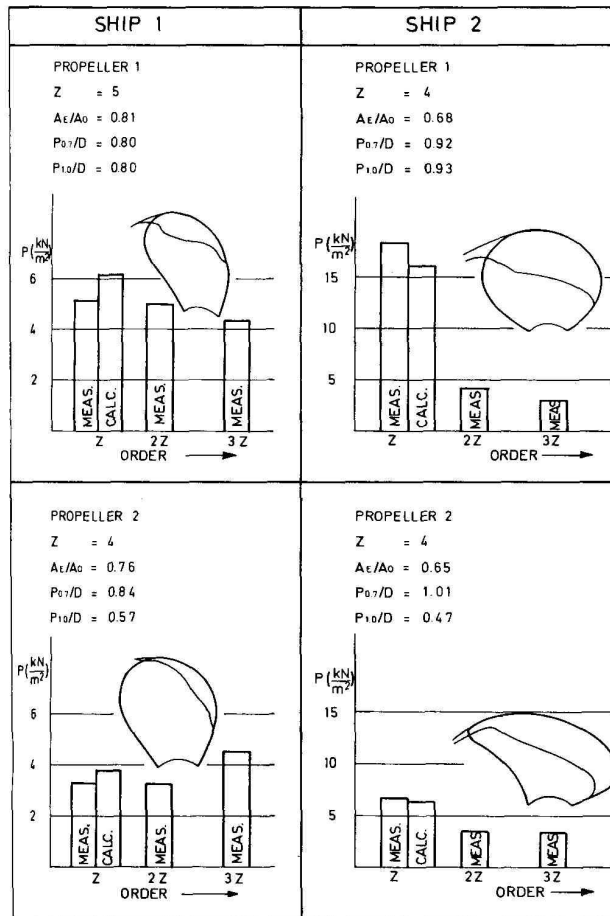 SHIP 1
SHIP 2
PROPELLER 1
Z = 5
AE/AO = 0.81
P0.7/D = 0.80
P1.0/D = 0.80
P(kN/m²)
6
4
2
MEAS.
CALC.
MEAS.
MEAS.
Z 2Z 3Z
ORDER →
PROPELLER 1
Z = 4
AE/AO = 0.68
P0.7/D = 0.92
P1.0/D = 0.93
P(kN/m²)
15
10
5
MEAS.
CALC.
MEAS
MEAS
Z 2Z 3Z
ORDER →
PROPELLER 2
Z = 4
AE/AO = 0.76
P0.7/D = 0.84
P1.0/D = 0.57
P(kN/m²)
6
4
2
MEAS.
CALC.
MEAS.
MEAS.
Z 2Z 3Z
ORDER →
PROPELLER 2
Z = 4
AE/AO = 0.65
P0.7/D = 1.01
P1.0/D = 0.47
P(kN/m²)
15
10
5
MEAS.
CALC.
MEAS
MEAS
Z 2Z 3Z
ORDER →